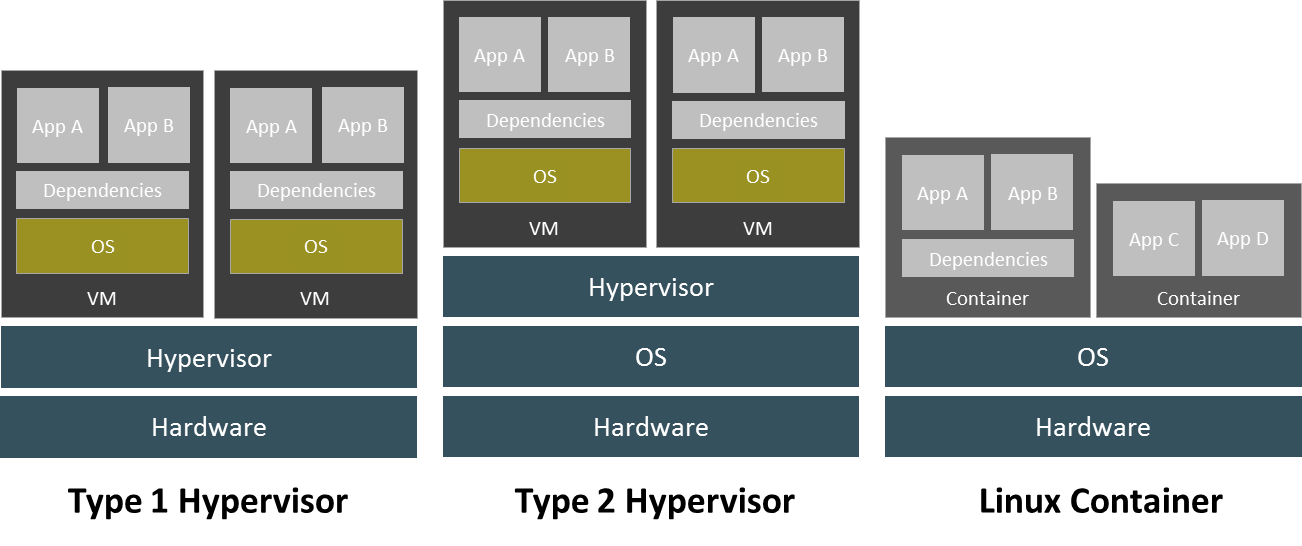 App A
App B
Dependencies
OS
VM
App A
App B
Dependencies
OS
VM
Hypervisor
Hardware
Type 1 Hypervisor
App A
App B
Dependencies
OS
VM
App A
App B
Dependencies
OS
VM
Hypervisor
OS
Hardware
Type 2 Hypervisor
App A
App B
Dependencies
Container
App C
App D
Container
OS
Hardware
Linux Container